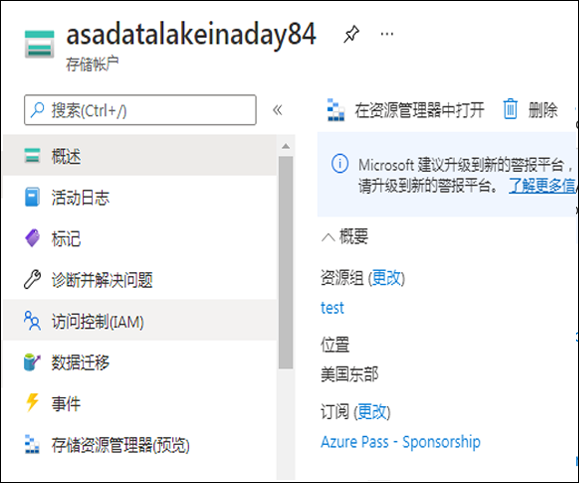 asadatalakeinaday84
存储帐户
搜索(Ctrl+/)
概述
活动日志
标记
诊断并解决问题
访问控制(IAM)
数据迁移
事件
存储资源管理器(预览)
在资源管理器中打开 删除
Microsoft 建议升级到新的警报平台，
请升级到新的警报平台。 了解更多信
概要
资源组 (更改)
test
位置
美国东部
订阅 (更改)
Azure Pass - Sponsorship